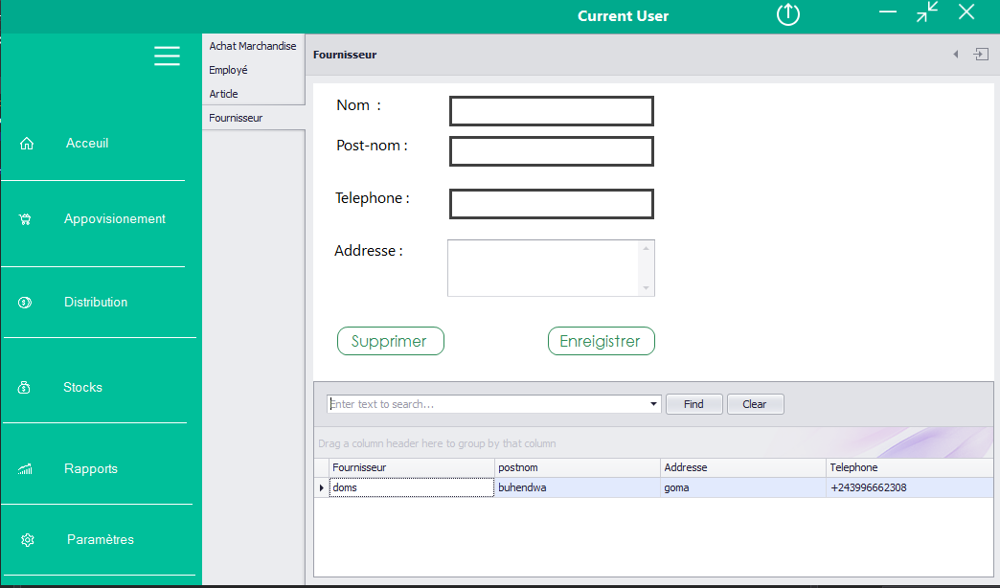 Current User
Acceuil
Appovisionement
Distribution
Stocks
Rapports
Paramètres
Achat Marchandise
Employé
Article
Fournisseur
Fournisseur
Nom :
Post-nom :
Telephone :
Addresse :
Supprimer Enreigistrer
Enter text to search... Find Clear
Drag a column header here to group by that column
Fournisseur postnom Addresse Telephone
doms buhendwa goma +243996662308